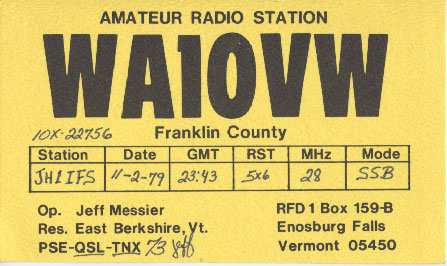 AMATEUR RADIO STATION
WA1OVW
10X-22756 Franklin County
Station Date GMT RST MHz Mode
JH1IFS 11-2-79 23:43 5x6 28 SSB
Op. Jeff Messier RFD 1 Box 159-B
Res. East Berkshire, Vt. Enosburg Falls
PSE-QSL-TNX 73 Jeff Vermont 05450